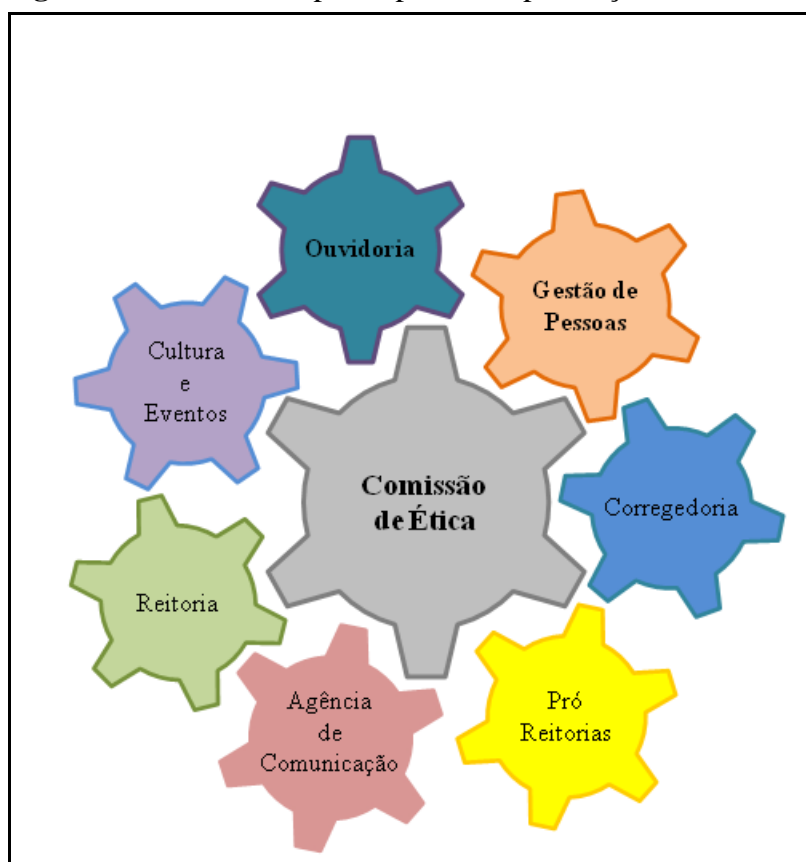 Ouvidoria
Gestão de
Pessoas
Cultura
e
Eventos
Comissão
de Ética
Corregedoria
Reitoria
Agência
de
Comunicação
Pró
Reitorias